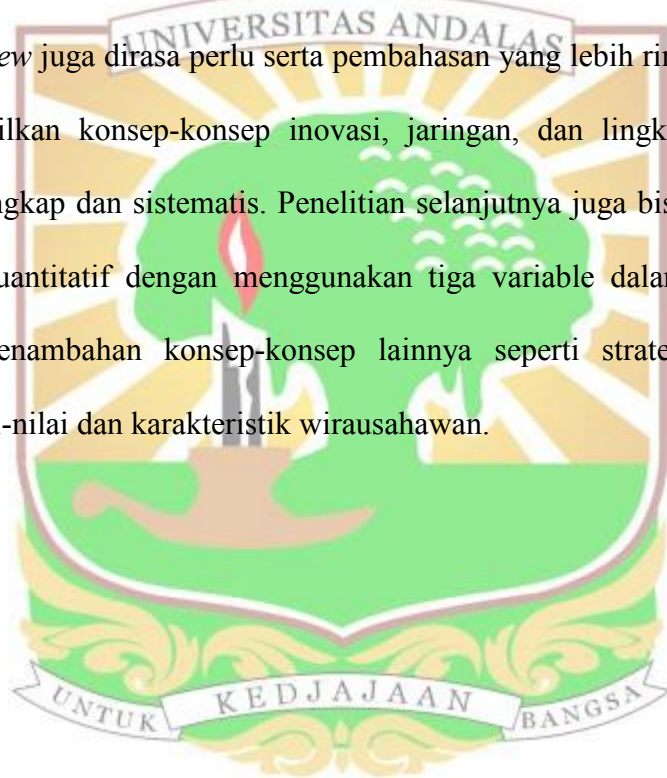 UNIVERSITAS ANDALAS
ew juga dirasa perlu serta pembahasan yang lebih rin
ilkan konsep-konsep inovasi, jaringan, dan lingk
ngkap dan sistematis. Penelitian selanjutnya juga bis
uantitatif dengan menggunakan tiga variable dalan
enambahan konsep-konsep lainnya seperti strate
i-nilai dan karakteristik wirausahawan.
UNTUK KEDJAJAAN BANGSA